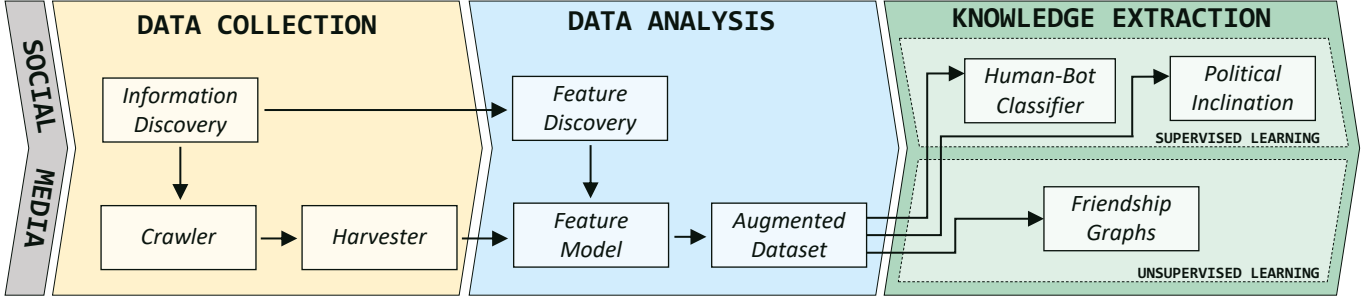 SOCIAL MEDIA
DATA COLLECTION
Information
Discovery
Crawler
Harvester
DATA ANALYSIS
Feature
Discovery
Feature
Model
Augmented
Dataset
KNOWLEDGE EXTRACTION
Human-Bot
Classifier
Political
Inclination
SUPERVISED LEARNING
Friendship
Graphs
UNSUPERVISED LEARNING